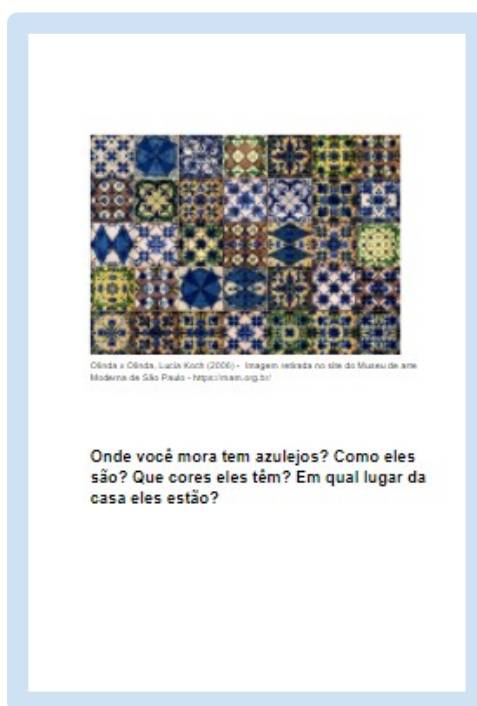 Olinda x Olinda, Lucia Koch (2006) - Imagem retirada no site do Museu de arte
Moderna de São Paulo - https://mam.org.br/
Onde você mora tem azulejos? Como eles
são? Que cores eles têm? Em qual lugar da
casa eles estão?